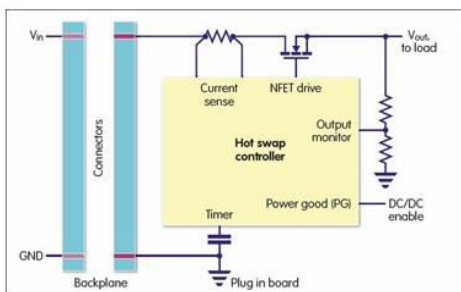 Vin
Vout,
to load
Current
sense
NFET drive
Connectors
Output
monitor
Hot swap
controller
Power good (PG)
DC/DC
enable
Timer
GND
Backplane
Plug in board